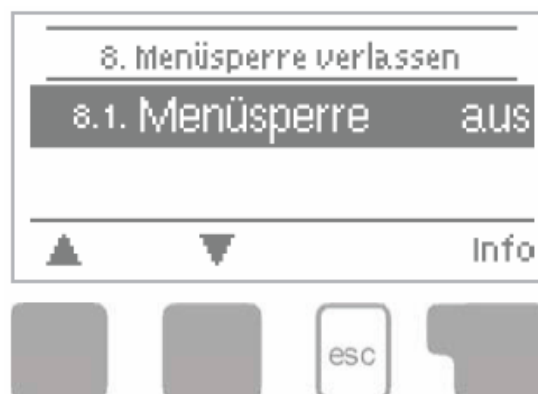 8. Menüsperre verlassen
8.1. Menüsperre aus
Info
esc